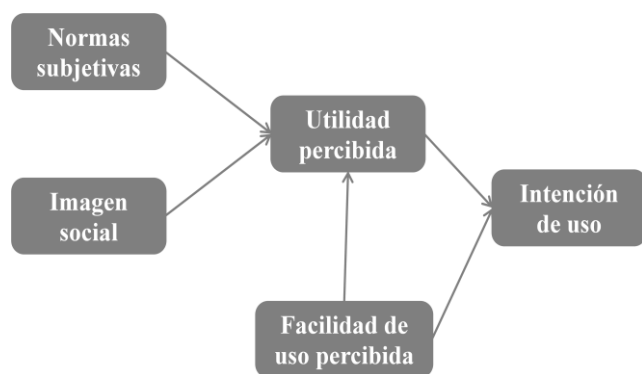 Normas
subjetivas
Utilidad
percibida
Imagen
social
Intención
de uso
Facilidad de
uso percibida